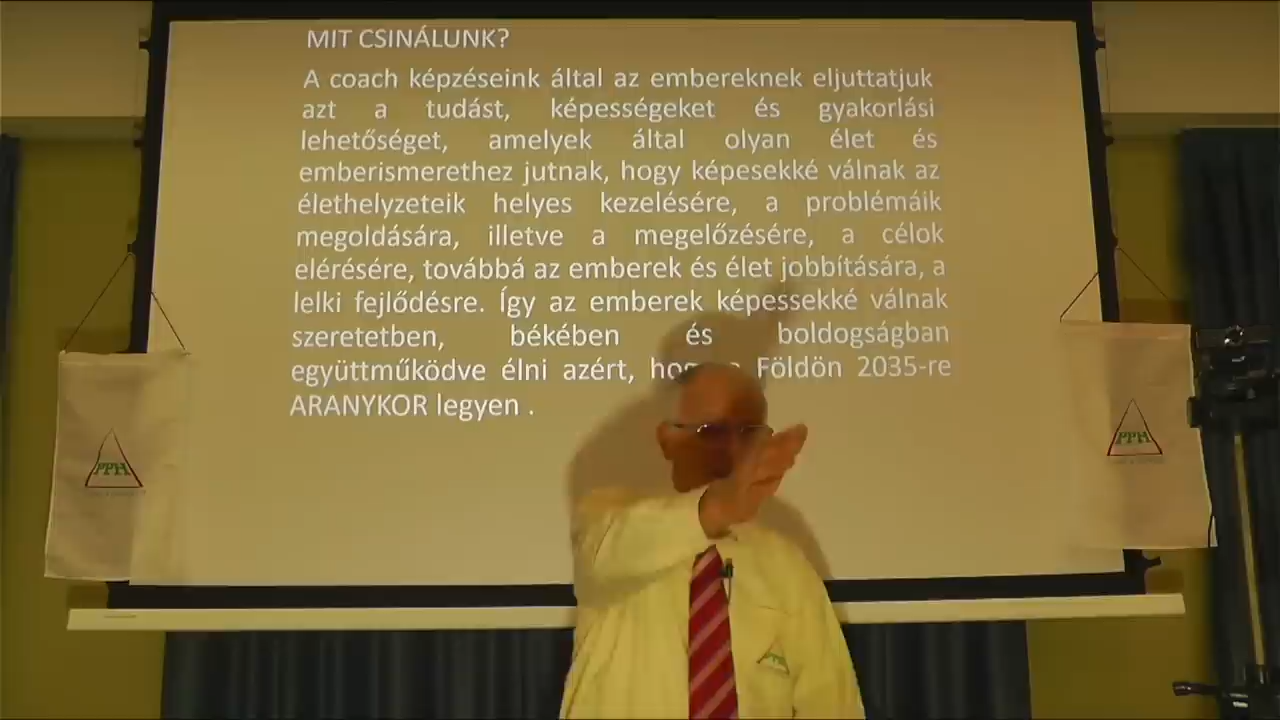 MIT CSINÁLUNK?
A coach képzéseink által az embereknek eljuttatjuk
azt a tudást, képességeket és gyakorlási
lehetőséget, amelyek által olyan élet és
emberismerethez jutnak, hogy képesekké válnak az
élethelyzeteik helyes kezelésére, a problémáik
megoldására, illetve a megelőzésére, a célok
elérésére, továbbá az emberek és élet jobbítására, a
lelki fejlődésre. Így az emberek képessekké válnak
szeretetben, békében és boldogságban
együttműködve élni azért, Földön 2035-re
ARANYKOR legyen .
PPH
PPH
PPH